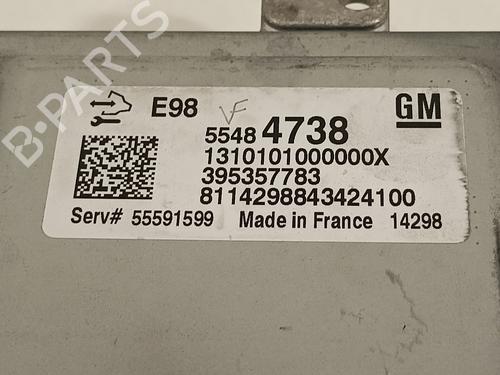 B-PARTS
E98 VF GM
5548 4738
1310101000000X
395357783
8114298843424100
Serv# 55591599 Made in France 14298